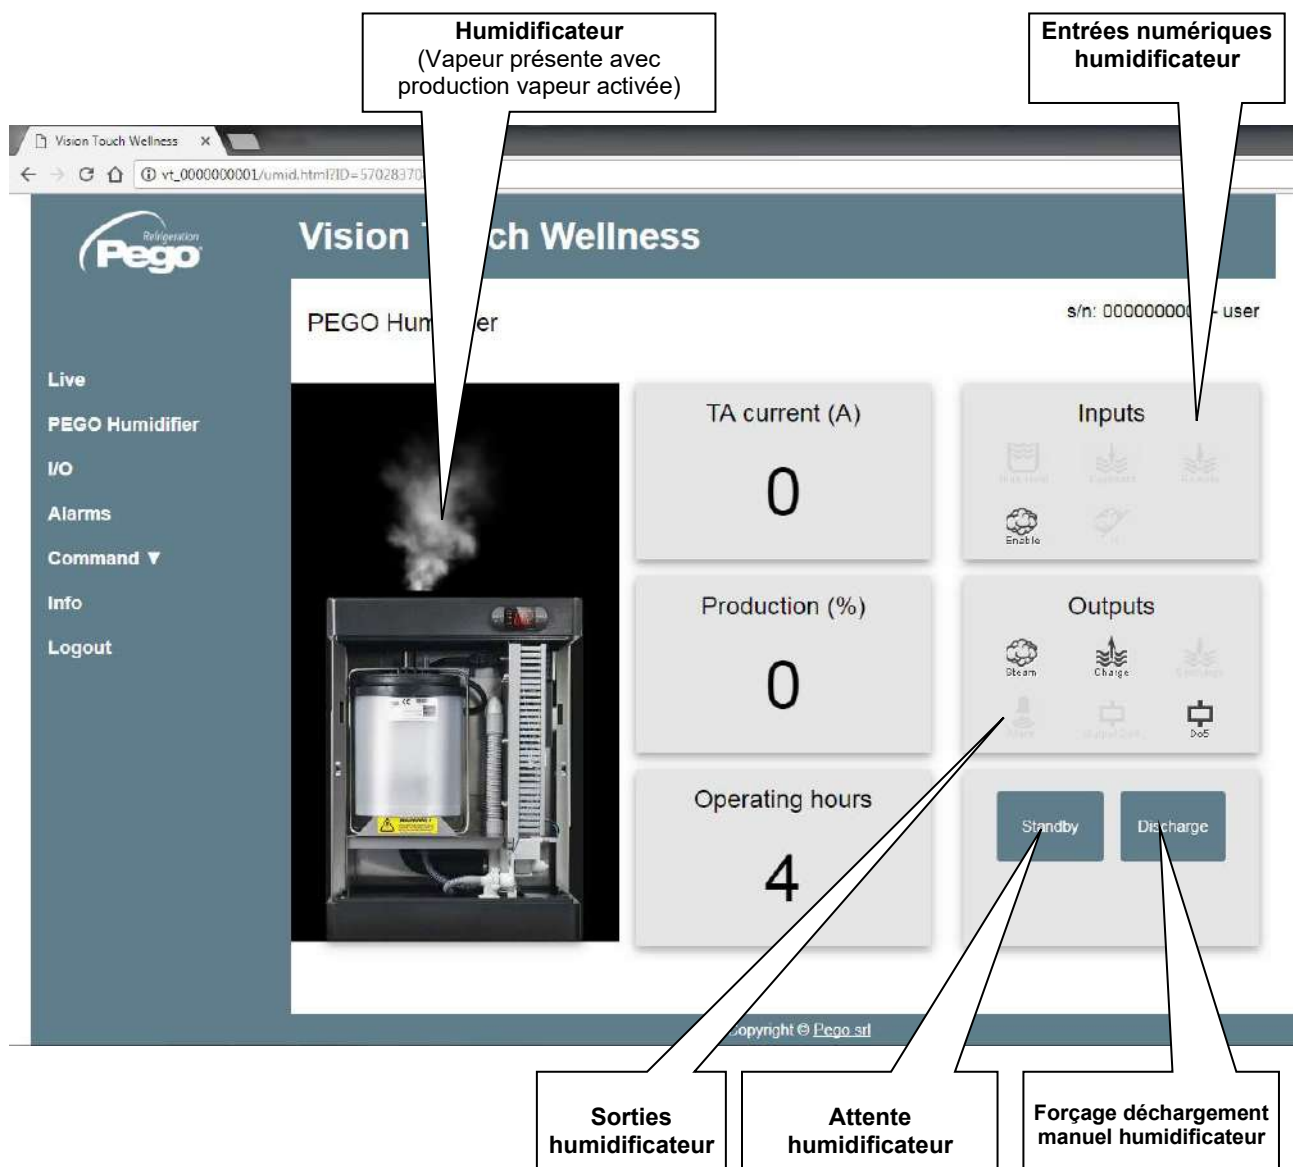 Humidificateur
(Vapeur présente avec
production vapeur activée)
Entrées numériques
humidificateur
Vision Touch Wellness
vt_0000000001/umid.html?ID=57028370
Refrigeration
Pego
Vision ch Wellness
PEGO Hum er
s/n: 000000000 - user
Live
PEGO Humidifier
I/O
Alarms
Command ▼
Info
Logout
TA current (A)
0
Inputs
Enable
Production (%)
0
Outputs
Steam
Charge
Do5
Operating hours
4
Standby
Discharge
opyright © Pego srl
Sorties
humidificateur
Attente
humidificateur
Forçage déchargement
manuel humidificateur